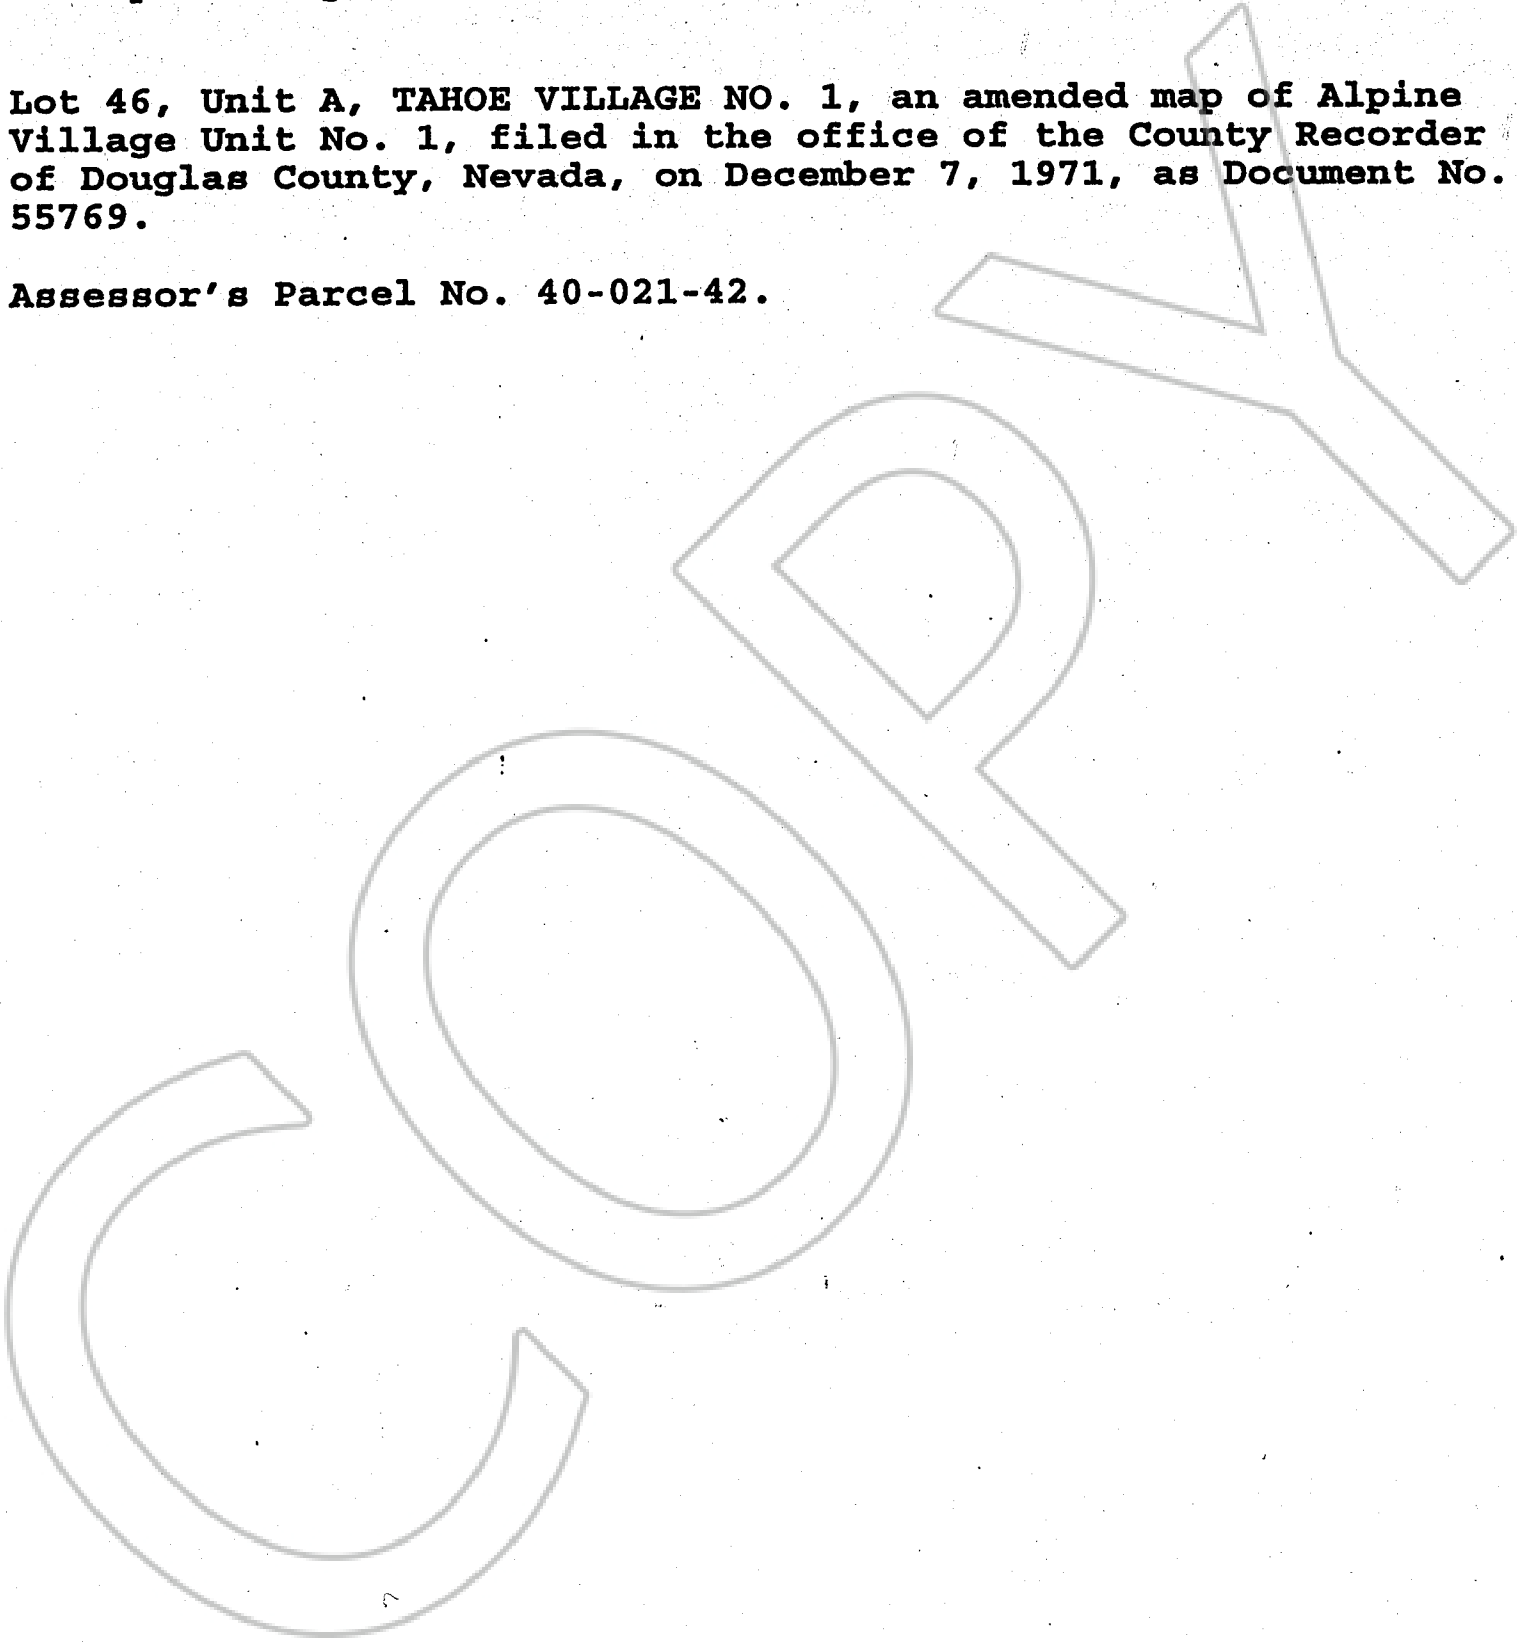 Lot 46, Unit A, TAHOE VILLAGE NO. 1, an amended map of Alpine
Village Unit No. 1, filed in the office of the County Recorder
of Douglas County, Nevada, on December 7, 1971, as Document No.
55769.
Assessor's Parcel No. 40-021-42.
COPY